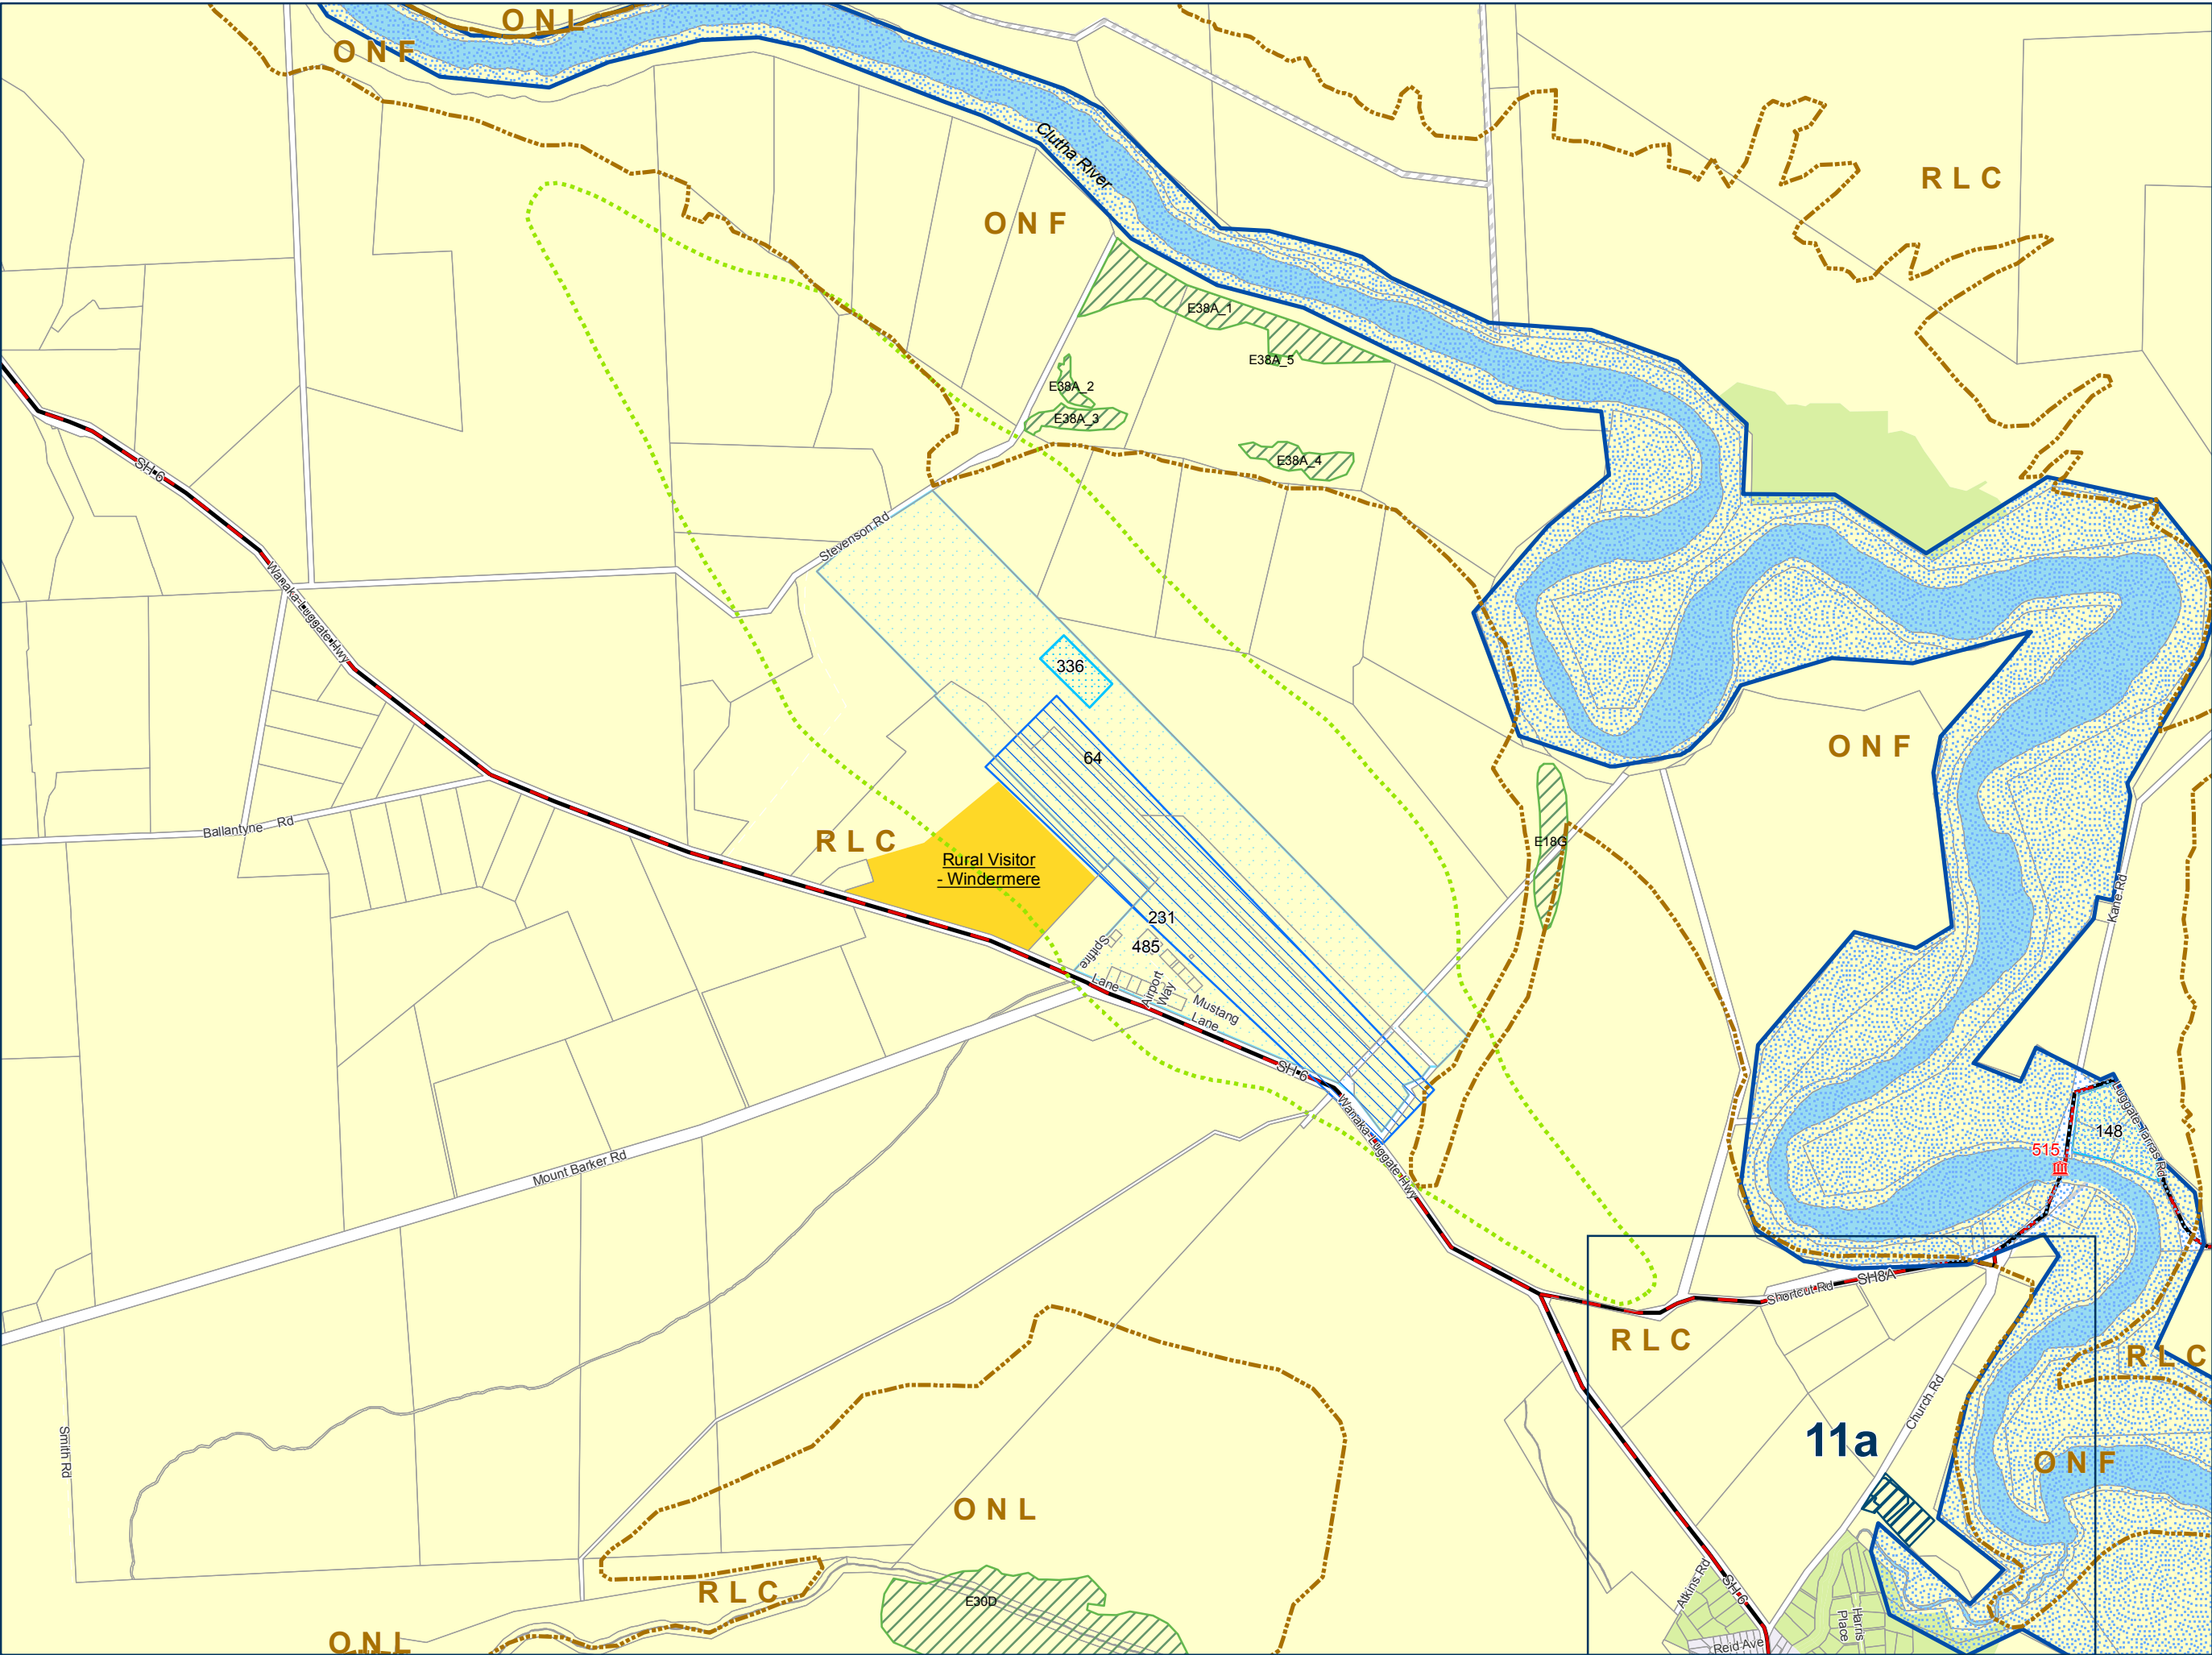 ONL
ONF
Clutha River
RLC
ONF
E38A_1
E38A_5
E38A_2
E38A_3
E38A_4
SH 6
Stevenson Rd
Wanaka-Luggate Hwy
336
ONF
64
Ballantyne Rd
RLC
E18G
Rural Visitor
- Windermere
Kane Rd
231
485
Spitfire
Lane
Airport
Way
Mustang
Lane
SH 6
Wanaka-Luggate Hwy
Luggate-Tarras Rd
148
515
Mount Barker Rd
SH8A
Shortcut Rd
RLC
RLC
Church Rd
11a
Smith Rd
ONF
ONL
RLC
E30D
Atkins Rd
SH 6
Harris
Place
ONL
Reid Ave